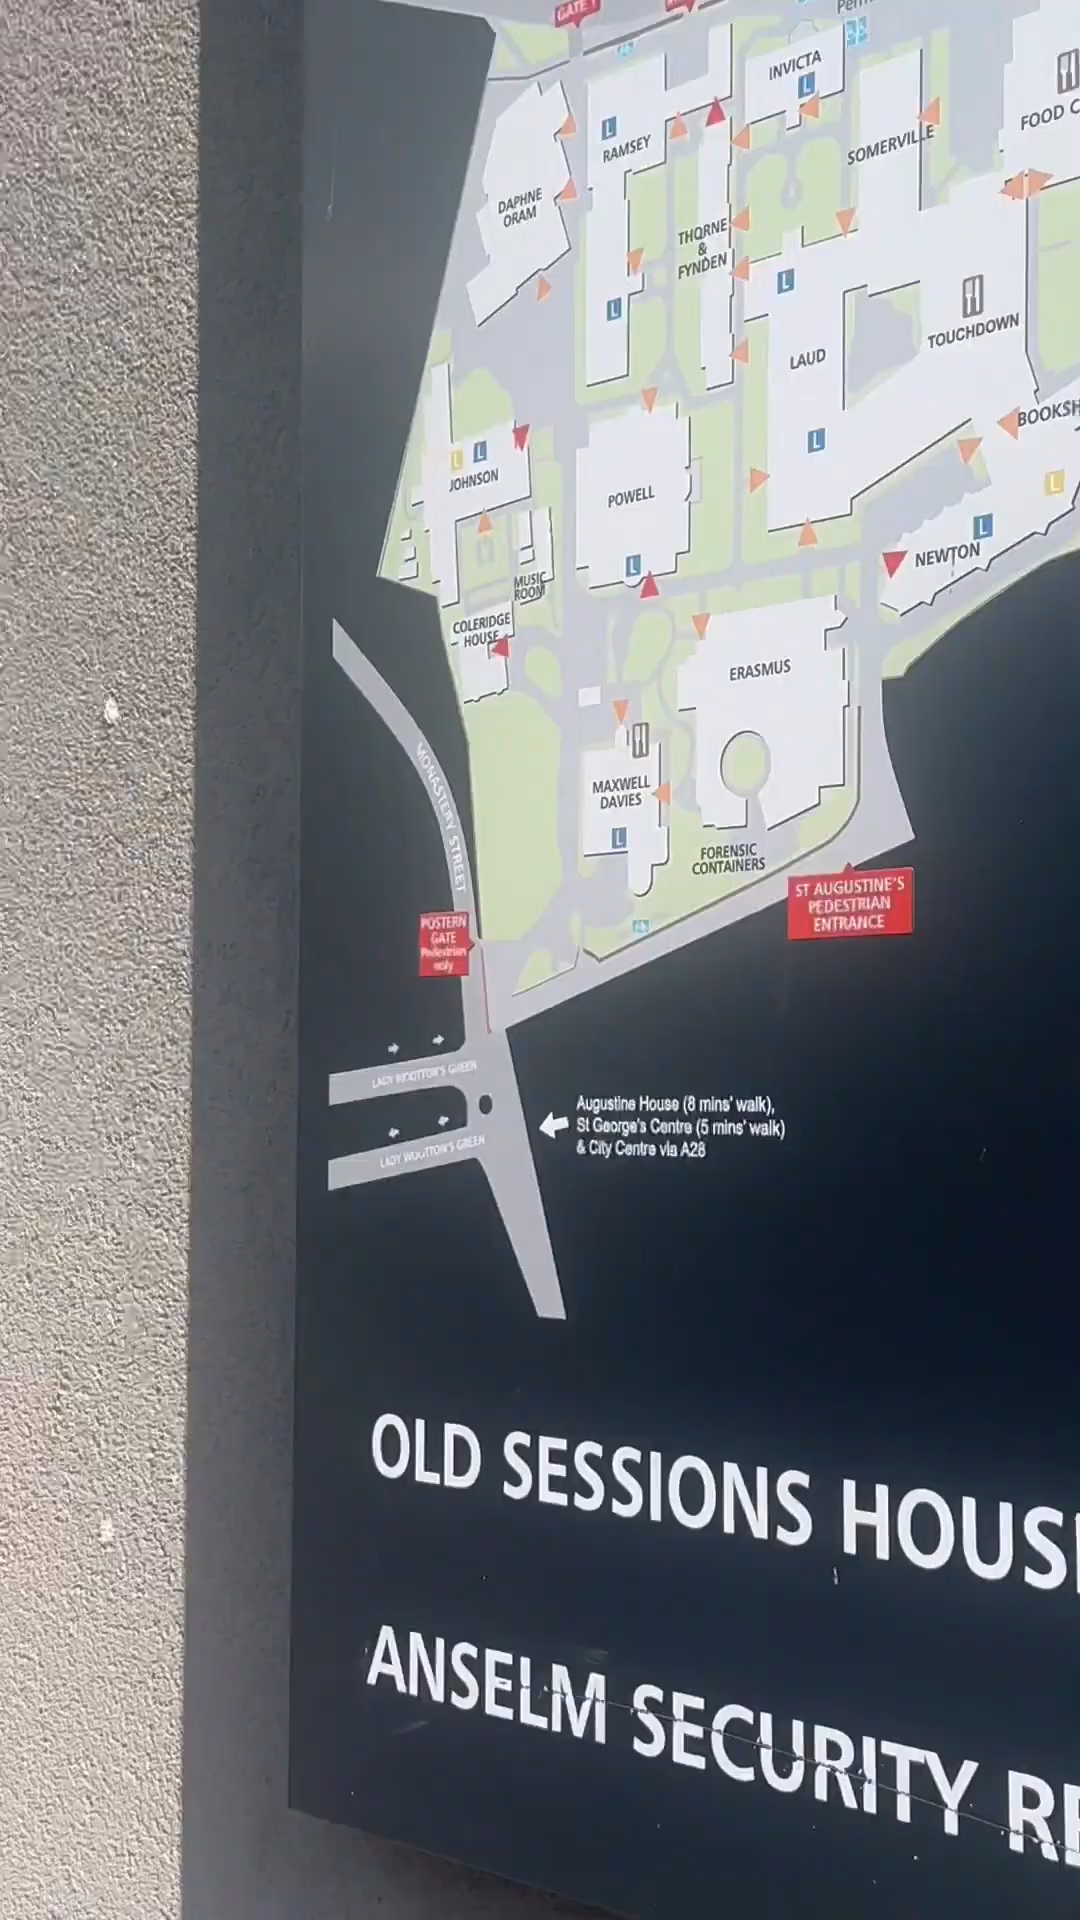 GATE 1
INVICTA
L
L
RAMSEY
FOOD C
SOMERVILLE
DAPHNE
ORAM
THORNE
&
FYNDEN
L
L
TOUCHDOWN
LAUD
BOOKSH
L
L
L
JOHNSON
POWELL
L
L
NEWTON
L
MUSIC
ROOM
COLERIDGE
HOUSE
ERASMUS
MONASTERY STREET
MAXWELL
DAVIES
L
FORENSIC
CONTAINERS
ST AUGUSTINE'S
PEDESTRIAN
ENTRANCE
POSTERN
GATE
Pedestrian
only
LADY WOOTTON'S GREEN
LADY WOOTTON'S GREEN
Augustine House (8 mins' walk),
St George's Centre (5 mins' walk)
& City Centre via A28
OLD SESSIONS HOUS
ANSELM SECURITY RE